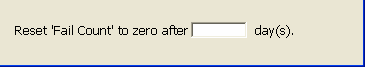 Reset 'Fail Count' to zero after day(s).